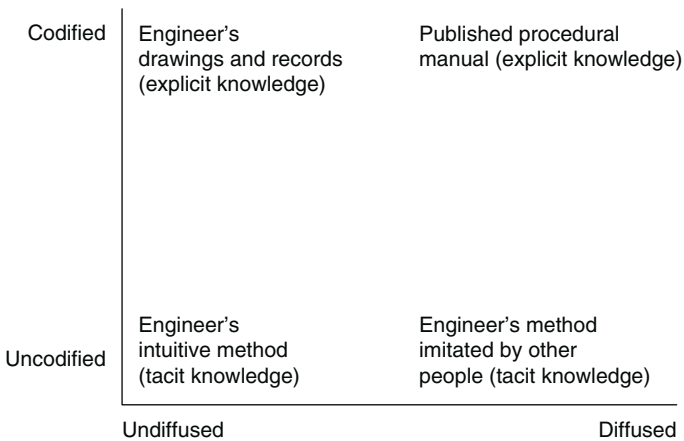 Codified
Engineer’s
drawings and records
(explicit knowledge)
Published procedural
manual (explicit knowledge)
Uncodified
Engineer’s
intuitive method
(tacit knowledge)
Engineer’s method
imitated by other
people (tacit knowledge)
Undiffused
Diffused